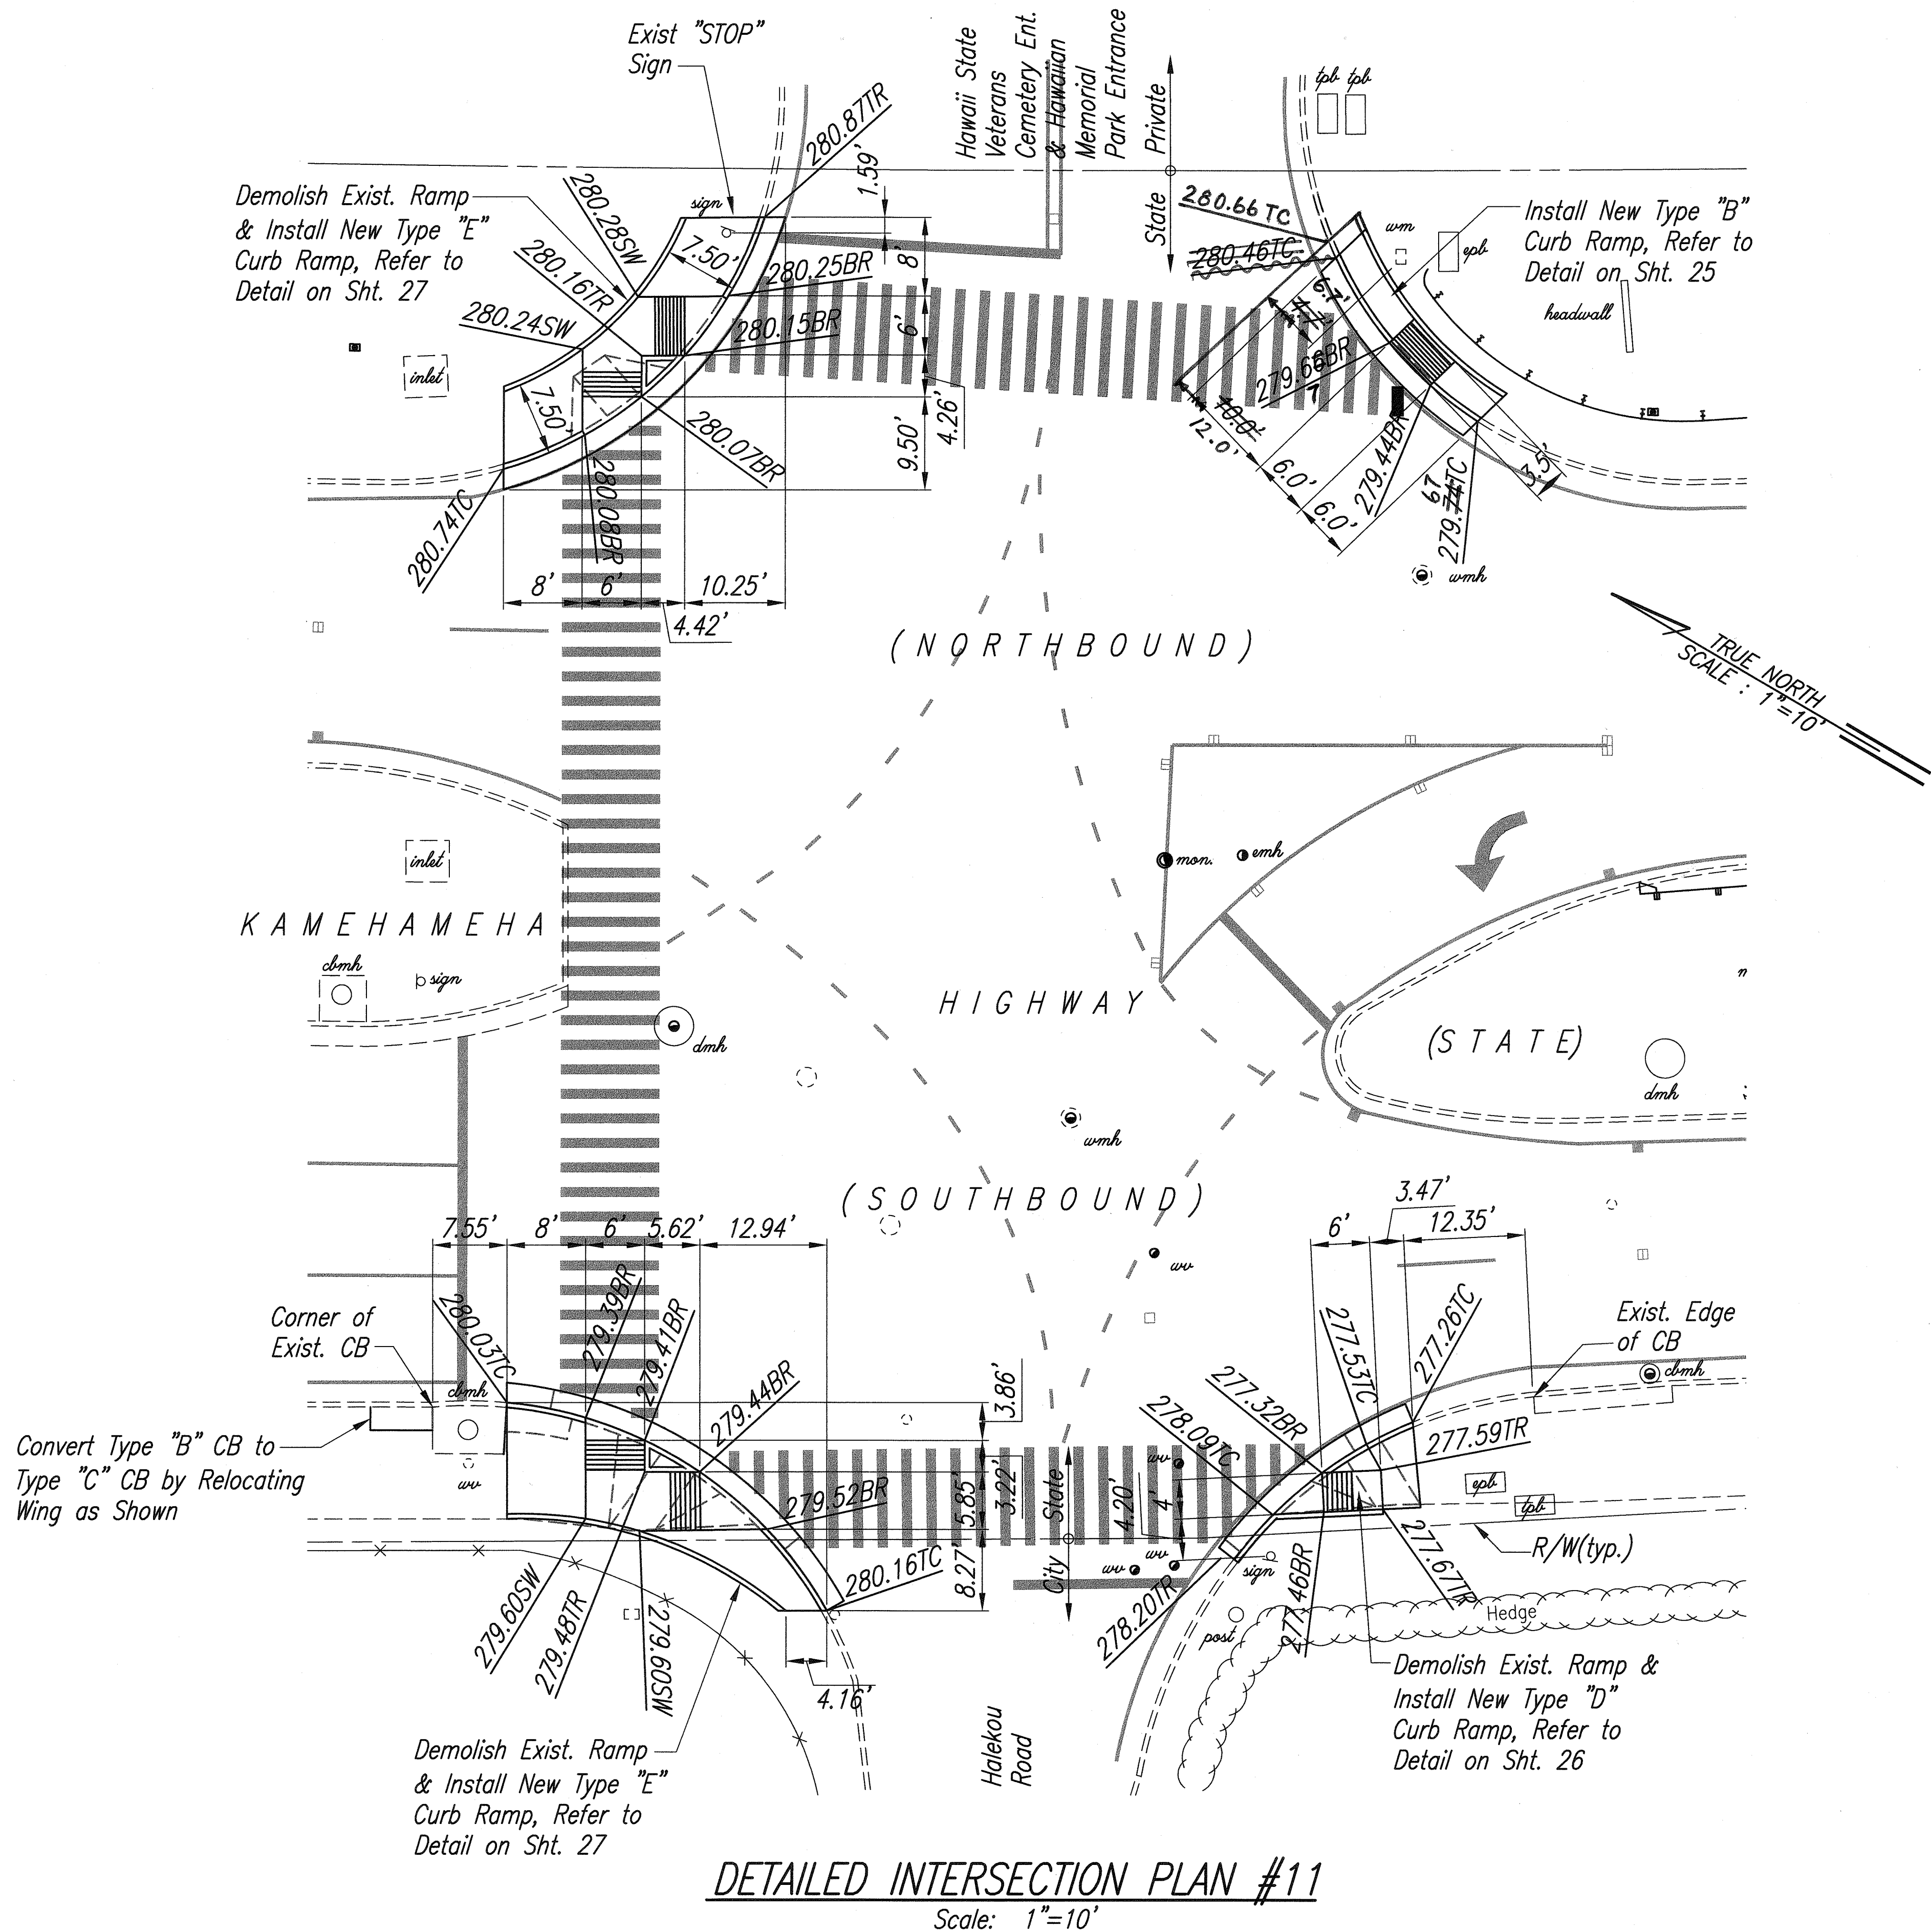 Exist "STOP"
Sign
Hawaii State
Veterans
Cemetery Ent.
& Hawaiian
Memorial
Park Entrance
Private
State
tpb tpb
Demolish Exist. Ramp
& Install New Type "E"
Curb Ramp, Refer to
Detail on Sht. 27
280.87TR
1.59'
280.28SW
sign
7.50'
280.16TR
280.25BR
8'
280.24SW
280.15BR
6'
inlet
7.50'
4.26'
9.50'
280.07BR
280.08BR
280.74TC
8'
6'
10.25'
4.42'
280.66 TC
280.46TC
wm
epb
Install New Type "B"
Curb Ramp, Refer to
Detail on Sht. 25
headwall
6.7'
279.66BR
7
10.0'
12.0'
6.0'
6.0'
279.44BR
67
279.74TC
3.5'
wmh
(NORTHBOUND)
TRUE NORTH
SCALE : 1"=10'
inlet
mon.
emh
KAMEHAMEHA
cbmh
sign
HIGHWAY
(STATE)
dmh
dmh
wmh
(SOUTHBOUND)
7.55'
8'
6'
5.62'
12.94'
3.47'
6'
12.35'
wv
Corner of
Exist. CB
280.03TC
279.39BR
279.41BR
279.44BR
3.86'
277.53TC
277.26TC
Exist. Edge
of CB
cbmh
cbmh
277.32BR
278.09TC
277.59TR
Convert Type "B" CB to
Type "C" CB by Relocating
Wing as Shown
wv
279.52BR
5.85'
3.22'
State
City
4.20'
4'
wv
epb
tpb
R/W(typ.)
8.27'
280.16TC
wv
wv
sign
277.67TR
279.60SW
279.48TR
279.60SW
278.20TR
post
277.46BR
Hedge
4.16'
Demolish Exist. Ramp
& Install New Type "E"
Curb Ramp, Refer to
Detail on Sht. 27
Halekou
Road
Demolish Exist. Ramp &
Install New Type "D"
Curb Ramp, Refer to
Detail on Sht. 26
DETAILED INTERSECTION PLAN #11
Scale: 1"=10'